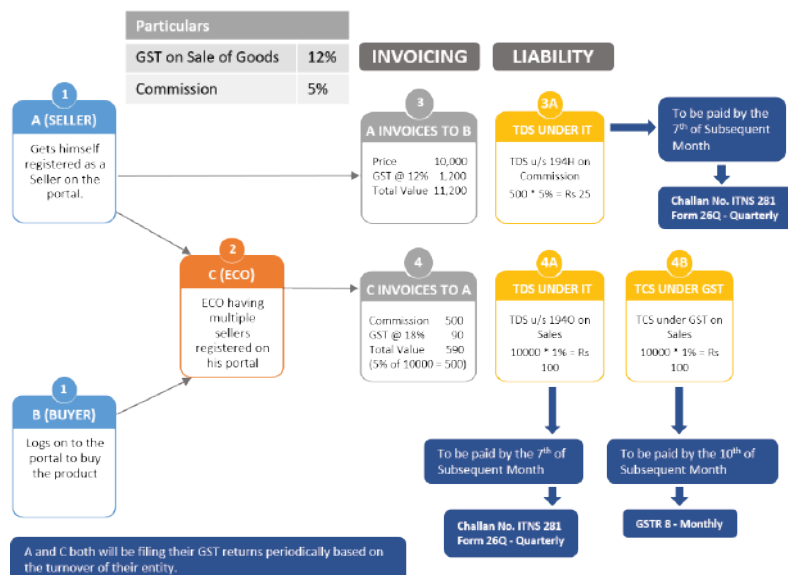 Particulars
GST on Sale of Goods 12%
Commission 5%
INVOICING
LIABILITY
1
A (SELLER)
Gets himself
registered as a
Seller on the
portal.
3
A INVOICES TO B
Price 10,000
GST @ 12% 1,200
Total Value 11,200
3A
TDS UNDER IT
TDS u/s 194H on
Commission
500 * 5% = Rs 25
To be paid by the
7th of Subsequent
Month
Challan No. ITNS 281
Form 26Q - Quarterly
2
C (ECO)
ECO having
multiple
sellers
registered on
his portal
4
C INVOICES TO A
Commission 500
GST @ 18% 90
Total Value 590
(5% of 10000 = 500)
4A
TDS UNDER IT
TDS u/s 194O on
Sales
10000 * 1% = Rs
100
4B
TCS UNDER GST
TCS under GST on
Sales
10000 * 1% = Rs
100
1
B (BUYER)
Logs on to the
portal to buy
the product
To be paid by the 7th of
Subsequent Month
To be paid by the 10th of
Subsequent Month
Challan No. ITNS 281
Form 26Q - Quarterly
GSTR 8 - Monthly
A and C both will be filing their GST returns periodically based on
the turnover of their entity.